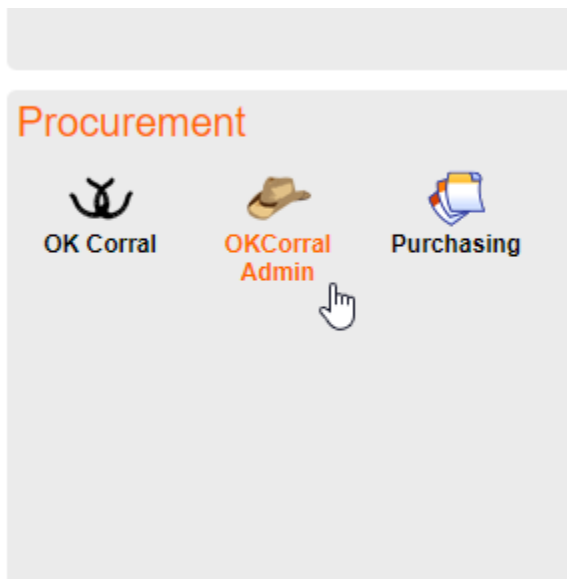 Procurement
OK Corral
OKCorral
Admin
Purchasing